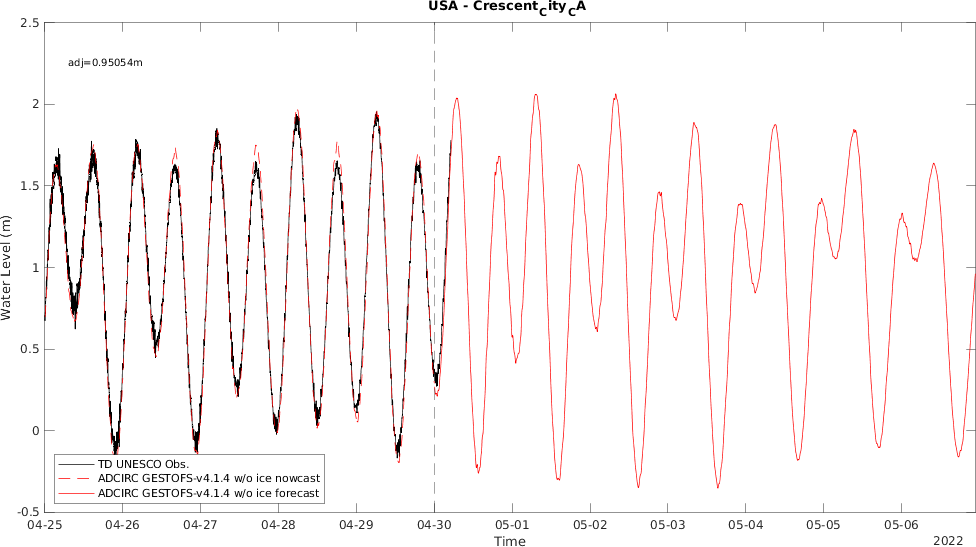 USA - Crescent_City_CA
2.5
adj=0.95054m
2
1.5
Water Level (m)
1
0.5
0
TD UNESCO Obs.
ADCIRC GESTOFS-v4.1.4 w/o ice nowcast
ADCIRC GESTOFS-v4.1.4 w/o ice forecast
-0.5
04-25 04-26 04-27 04-28 04-29 04-30 05-01 05-02 05-03 05-04 05-05 05-06
Time
2022